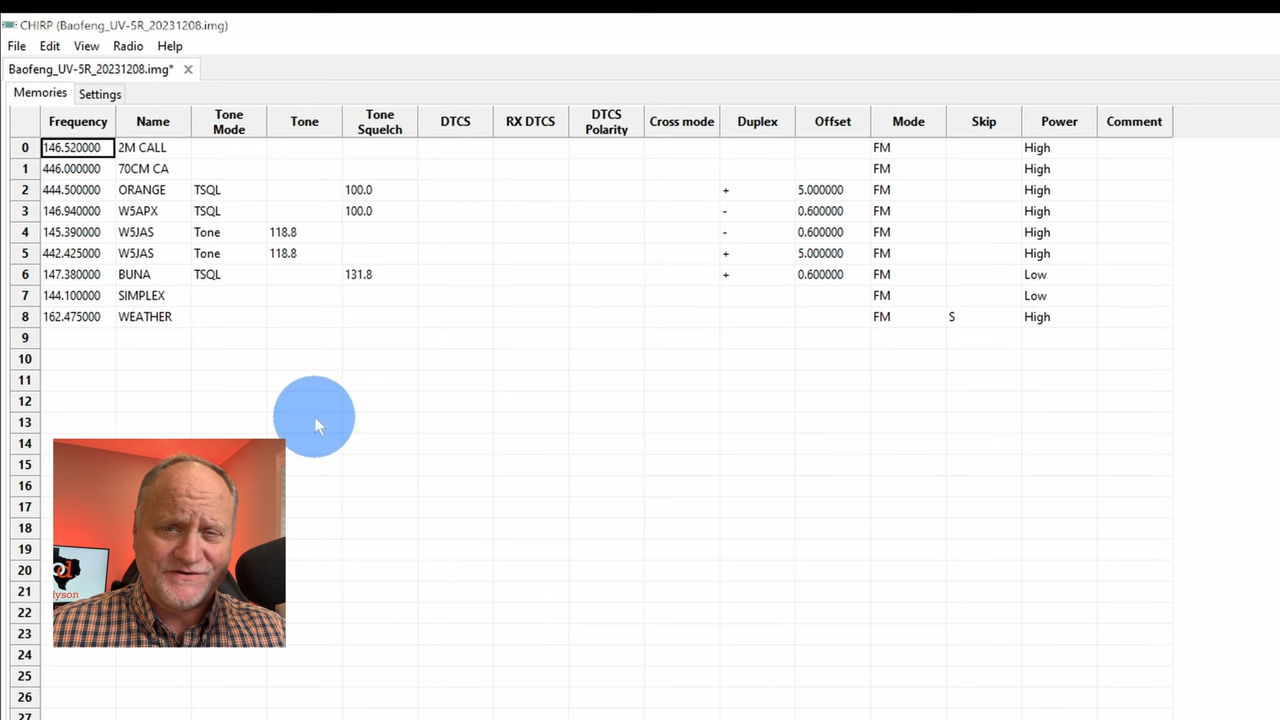 CHIRP (Baofeng_UV-5R_20231208.img)
File Edit View Radio Help
Baofeng_UV-5R_20231208.img*
Memories Settings
Frequency Name Tone Mode Tone Tone Squelch DTCS RX DTCS DTCS Polarity Cross mode Duplex Offset Mode Skip Power Comment
0 146.520000 2M CALL FM High
1 446.000000 70CM CA FM High
2 444.500000 ORANGE TSQL 100.0 + 5.000000 FM High
3 146.940000 W5APX TSQL 100.0 - 0.600000 FM High
4 145.390000 W5JAS Tone 118.8 - 0.600000 FM High
5 442.425000 W5JAS Tone 118.8 + 5.000000 FM High
6 147.380000 BUNA TSQL 131.8 + 0.600000 FM Low
7 144.100000 SIMPLEX FM Low
8 162.475000 WEATHER FM S High
9
10
11
12
13
14
15
16
17
18
19
20
21
22
23
24
25
26
27